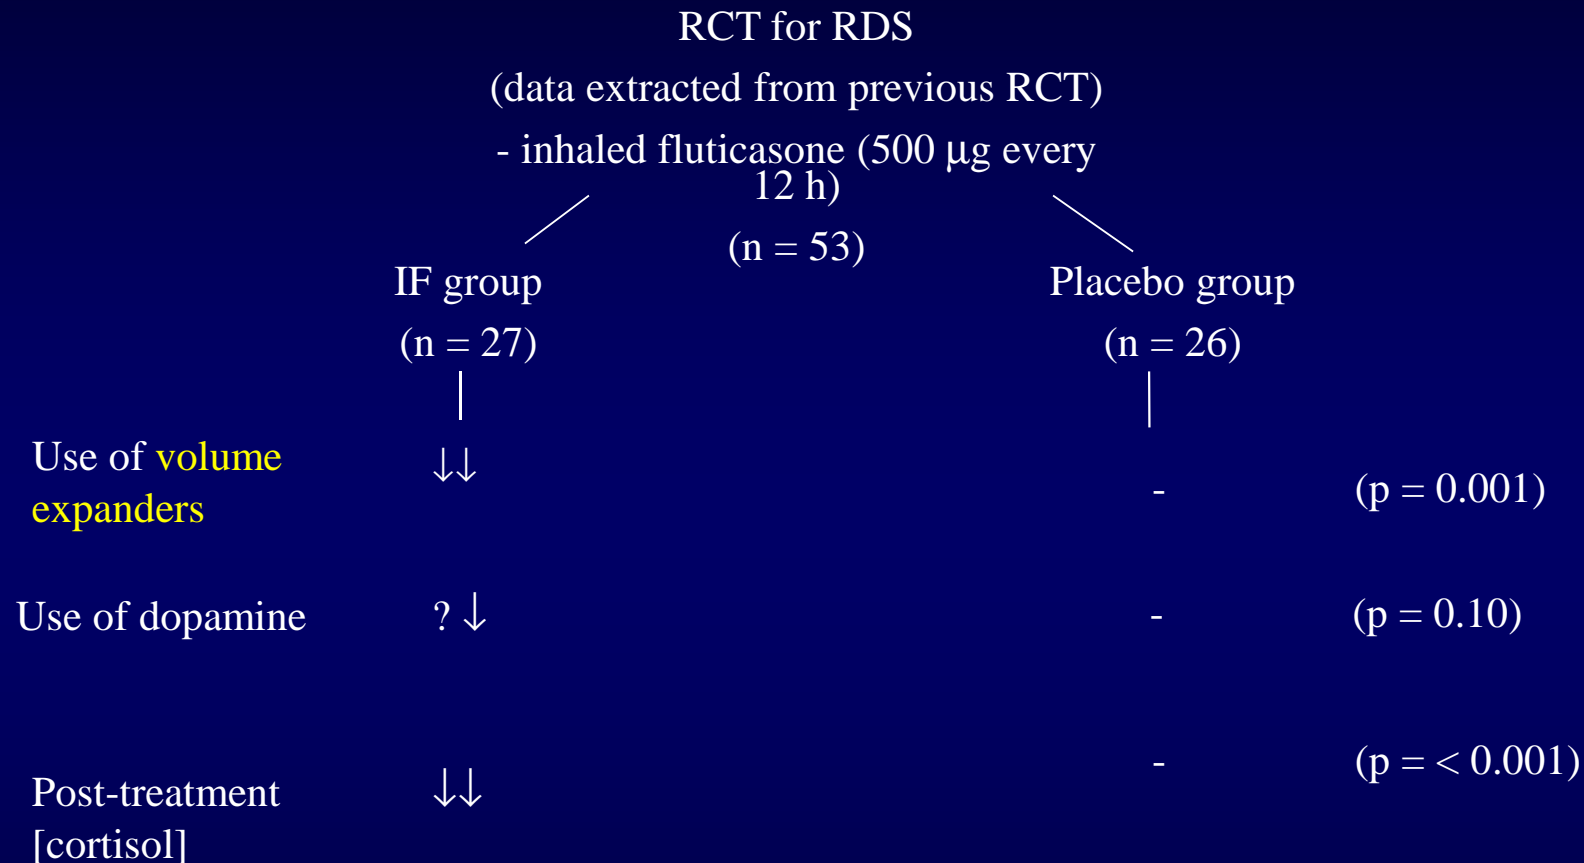 RCT for RDS
(data extracted from previous RCT)
- inhaled fluticasone (500 μg every
12 h)
(n = 53)
IF group
Placebo group
(n = 27)
(n = 26)
Use of volume
expanders
↓↓
-
(p = 0.001)
Use of dopamine
? ↓
-
(p = 0.10)
Post-treatment
[cortisol]
↓↓
-
(p = < 0.001)